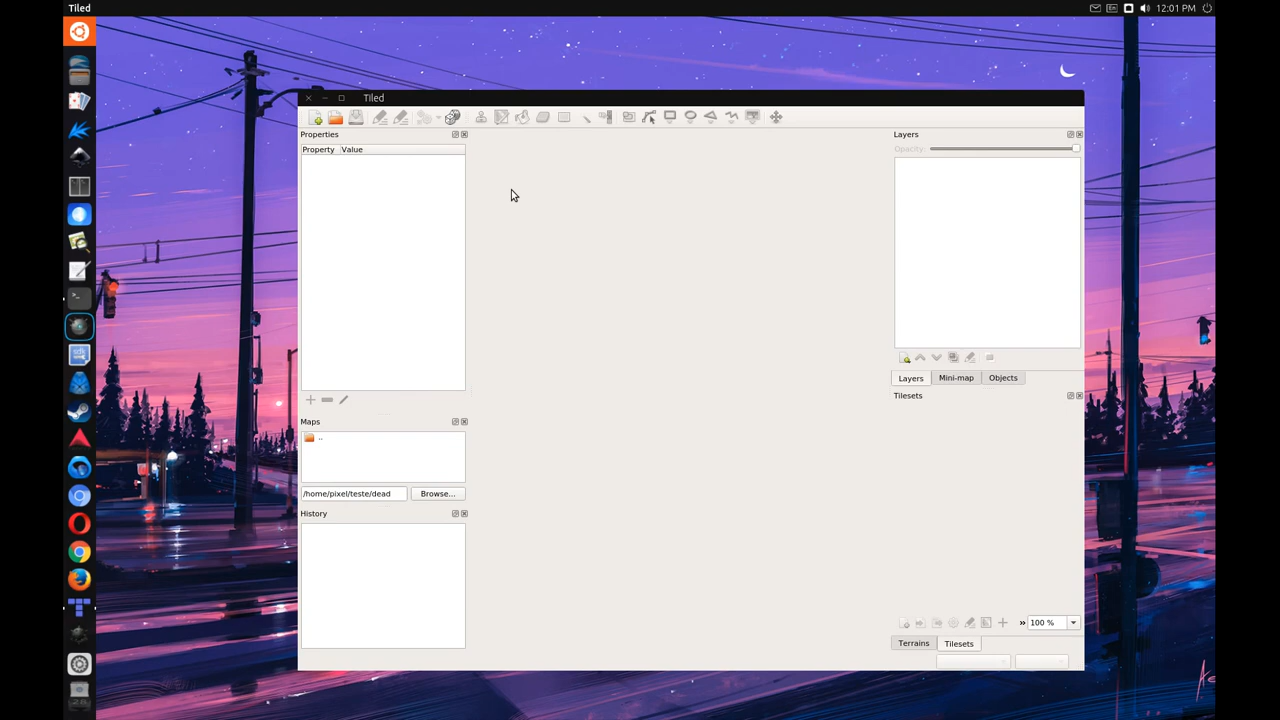 Tiled
En
12:01 PM
Tiled
Properties
Property Value
Maps
..
/home/pixel/teste/dead
Browse...
History
Layers
Opacity:
Layers Mini-map Objects
Tilesets
» 100 %
Terrains Tilesets